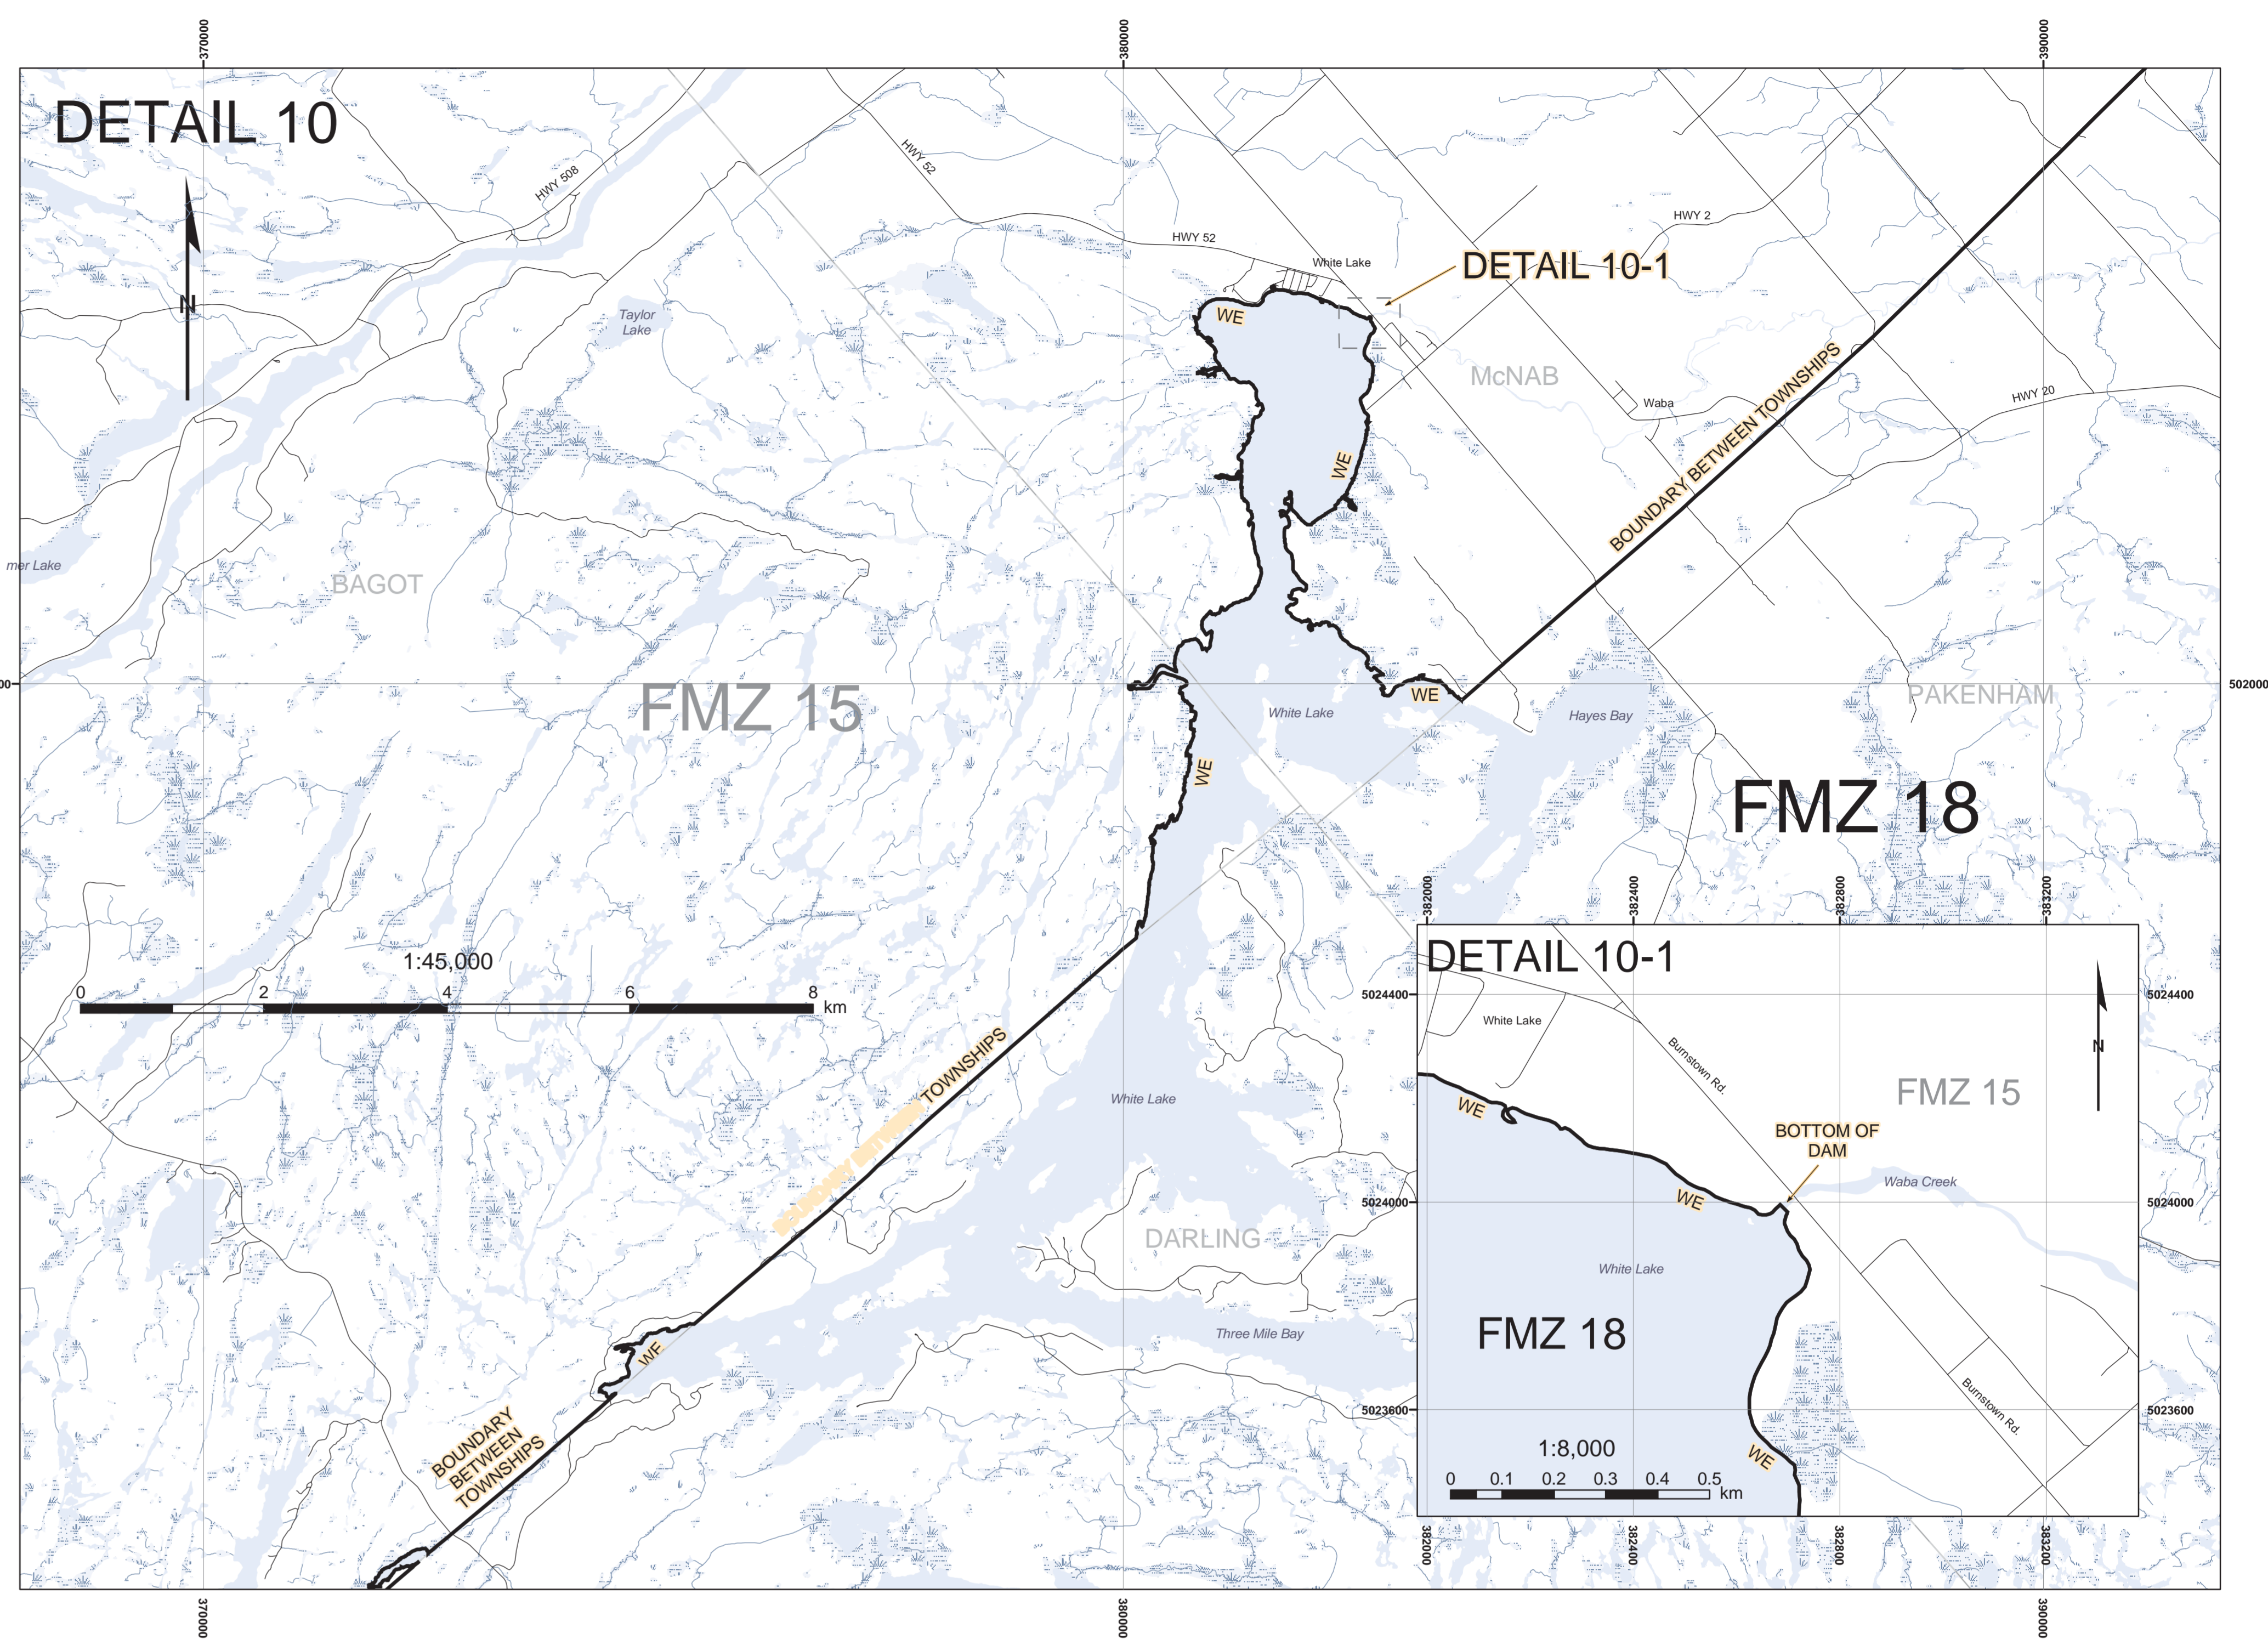 370000
380000
390000
DETAIL 10
HWY 508
HWY 52
HWY 2
HWY 52
White Lake
DETAIL 10-1
N
Taylor
Lake
WE
McNAB
Waba
HWY 20
BOUNDARY BETWEEN TOWNSHIPS
WE
mer Lake
BAGOT
00
502000
FMZ 15
WE
White Lake
Hayes Bay
PAKENHAM
WE
FMZ 18
1:45,000
0 2 4 6 8 km
BOUNDARY BETWEEN TOWNSHIPS
White Lake
DARLING
Three Mile Bay
WE
BOUNDARY
BETWEEN
TOWNSHIPS
382000
382400
382800
383200
DETAIL 10-1
5024400
5024400
White Lake
Burnstown Rd.
N
FMZ 15
WE
BOTTOM OF
DAM
Waba Creek
WE
5024000
5024000
White Lake
FMZ 18
Burnstown Rd.
5023600
5023600
1:8,000
WE
0 0.1 0.2 0.3 0.4 0.5 km
382000
382400
382800
383200
370000
380000
390000